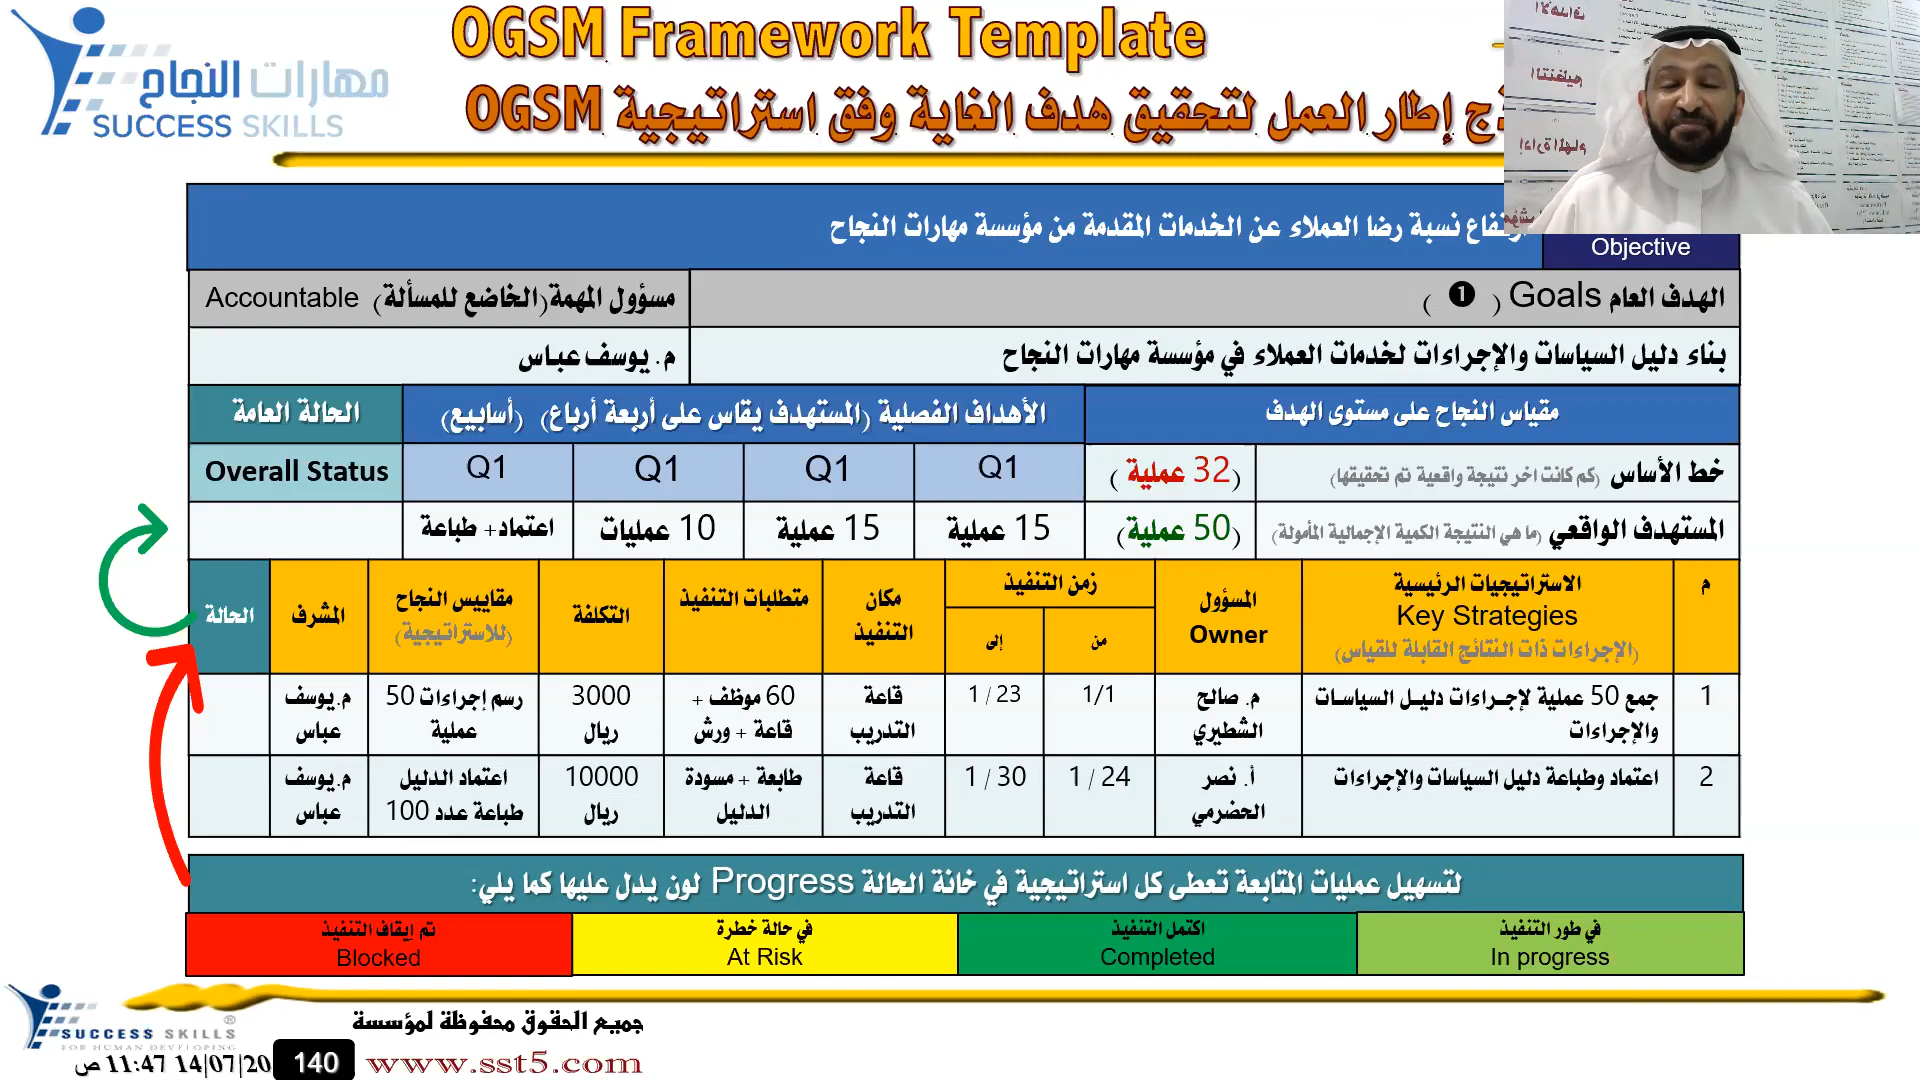 مهارات النجاح
SUCCESS SKILLS
OGSM Framework Template
إطار العمل لتحقيق هدف الغاية وفق استراتيجية OGSM
إدارة المهام
نسبة رضا العملاء عن الخدمات المقدمة من مؤسسة مهارات النجاح
Objective
الهدف العام Goals ( ❶ )
مسؤول المهمة (الخاضع للمسألة) Accountable
بناء دليل السياسات والإجراءات لخدمات العملاء في مؤسسة مهارات النجاح
م. يوسف عباس
مقياس النجاح على مستوى الهدف
الأهداف الفصلية (المستهدف يقاس على أربعة أرباع) (أسابيع)
الحالة العامة
خط الأساس (كم كانت اخر نتيجة واقعية تم تحقيقها)
(32 عملية )
Q1
Q1
Q1
Q1
Overall Status
المستهدف الواقعي (ما هي النتيجة الكمية الإجمالية المأمولة)
(50 عملية)
15 عملية
15 عملية
10 عمليات
اعتماد+ طباعة
م
الاستراتيجيات الرئيسية
Key Strategies
(الإجراءات ذات النتائج القابلة للقياس)
المسؤول
Owner
زمن التنفيذ
من
إلى
مكان
التنفيذ
متطلبات التنفيذ
التكلفة
مقاييس النجاح
(للاستراتيجية)
المشرف
الحالة
1
جمع 50 عملية لإجراءات دليل السياسات
والإجراءات
م. صالح
الشطيري
1/1
1 / 23
قاعة
التدريب
60 موظف +
قاعة + ورش
3000
ريال
رسم إجراءات 50
عملية
م.يوسف
عباس
2
اعتماد وطباعة دليل السياسات والإجراءات
أ. نصر
الحضرمي
1 / 24
1 / 30
قاعة
التدريب
طابعة + مسودة
الدليل
10000
ريال
اعتماد الدليل
طباعة عدد 100
م.يوسف
عباس
لتسهيل عمليات المتابعة تعطى كل استراتيجية في خانة الحالة Progress لون يدل عليها كما يلي:
في طور التنفيذ
In progress
اكتمل التنفيذ
Completed
في حالة خطرة
At Risk
تم إيقاف التنفيذ
Blocked
SUCCESS SKILLS®
FOR HUMAN DEVELOPING
جميع الحقوق محفوظة لمؤسسة
www.sst5.com
140
14/07/20
11:47 ص